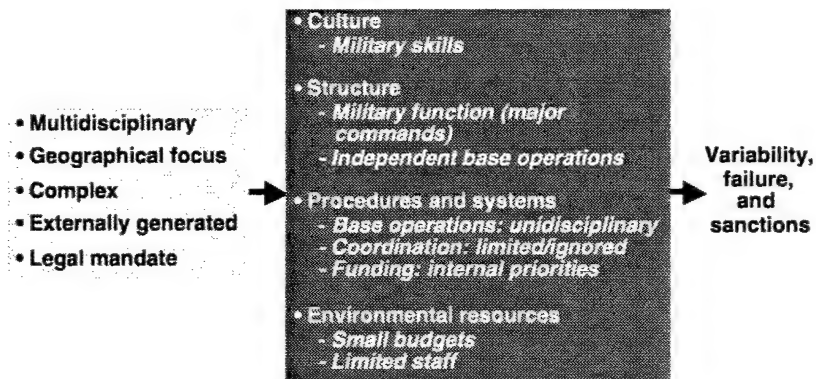 • Multidisciplinary
• Geographical focus
• Complex
• Externally generated
• Legal mandate
• Culture
- Military skills
• Structure
- Military function (major
commands)
- Independent base operations
• Procedures and systems
- Base operations: unidisciplinary
- Coordination: limited/ignored
- Funding: internal priorities
• Environmental resources
- Small budgets
- Limited staff
Variability,
failure,
and
sanctions